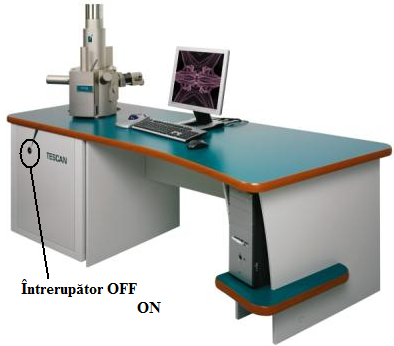 TESCAN
Întrerupător OFF
ON